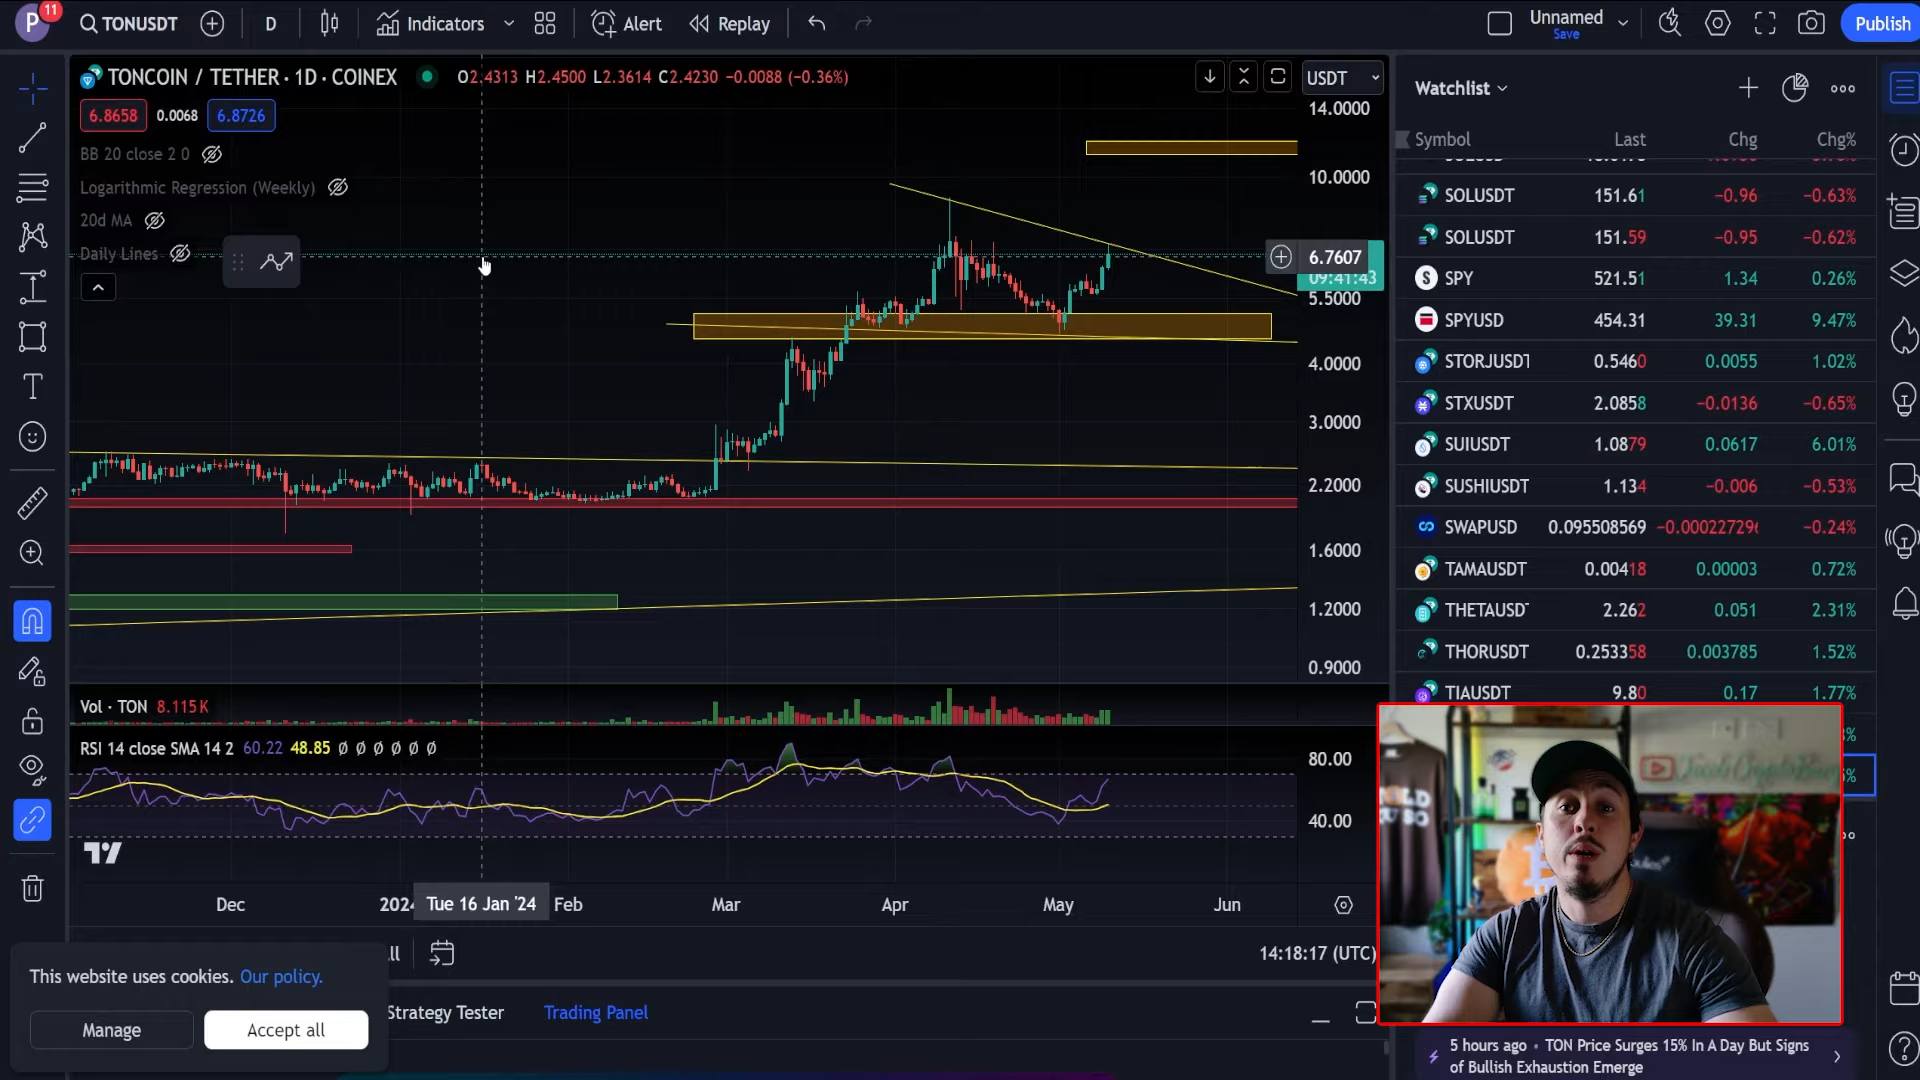 P
11
TONUSDT
D
Indicators
Alert
Replay
Unnamed
Save
Publish
TONCOIN / TETHER · 1D · COINEX
O2.4313 H2.4500 L2.3614 C2.4230 −0.0088 (−0.36%)
USDT
6.8658
0.0068
6.8726
BB 20 close 2 0
Logarithmic Regression (Weekly)
20d MA
Daily Lines
14.0000
10.0000
6.7607
09:41:43
5.5000
4.0000
3.0000
2.2000
1.6000
1.2000
0.9000
Vol · TON 8.115K
RSI 14 close SMA 14 2 60.22 48.85 ∅ ∅ ∅ ∅ ∅ ∅
80.00
40.00
Dec
2024
Tue 16 Jan '24
Feb
Mar
Apr
May
Jun
14:18:17 (UTC)
This website uses cookies. Our policy.
Manage
Accept all
Strategy Tester
Trading Panel
Watchlist
Symbol Last Chg Chg%
SOLUSDT 151.61 −0.96 −0.63%
SOLUSDT 151.59 −0.95 −0.62%
SPY 521.51 1.34 0.26%
SPYUSD 454.31 39.31 9.47%
STORJUSDT 0.5460 0.0055 1.02%
STXUSDT 2.0858 −0.0136 −0.65%
SUIUSDT 1.0879 0.0617 6.01%
SUSHIUSDT 1.134 −0.006 −0.53%
SWAPUSD 0.095508569 −0.00022729 −0.24%
TAMAUSDT 0.00418 0.00003 0.72%
THETAUSDT 2.262 0.051 2.31%
THORUSDT 0.253358 0.003785 1.52%
TIAUSDT 9.80 0.17 1.77%
5 hours ago · TON Price Surges 15% In A Day But Signs
of Bullish Exhaustion Emerge